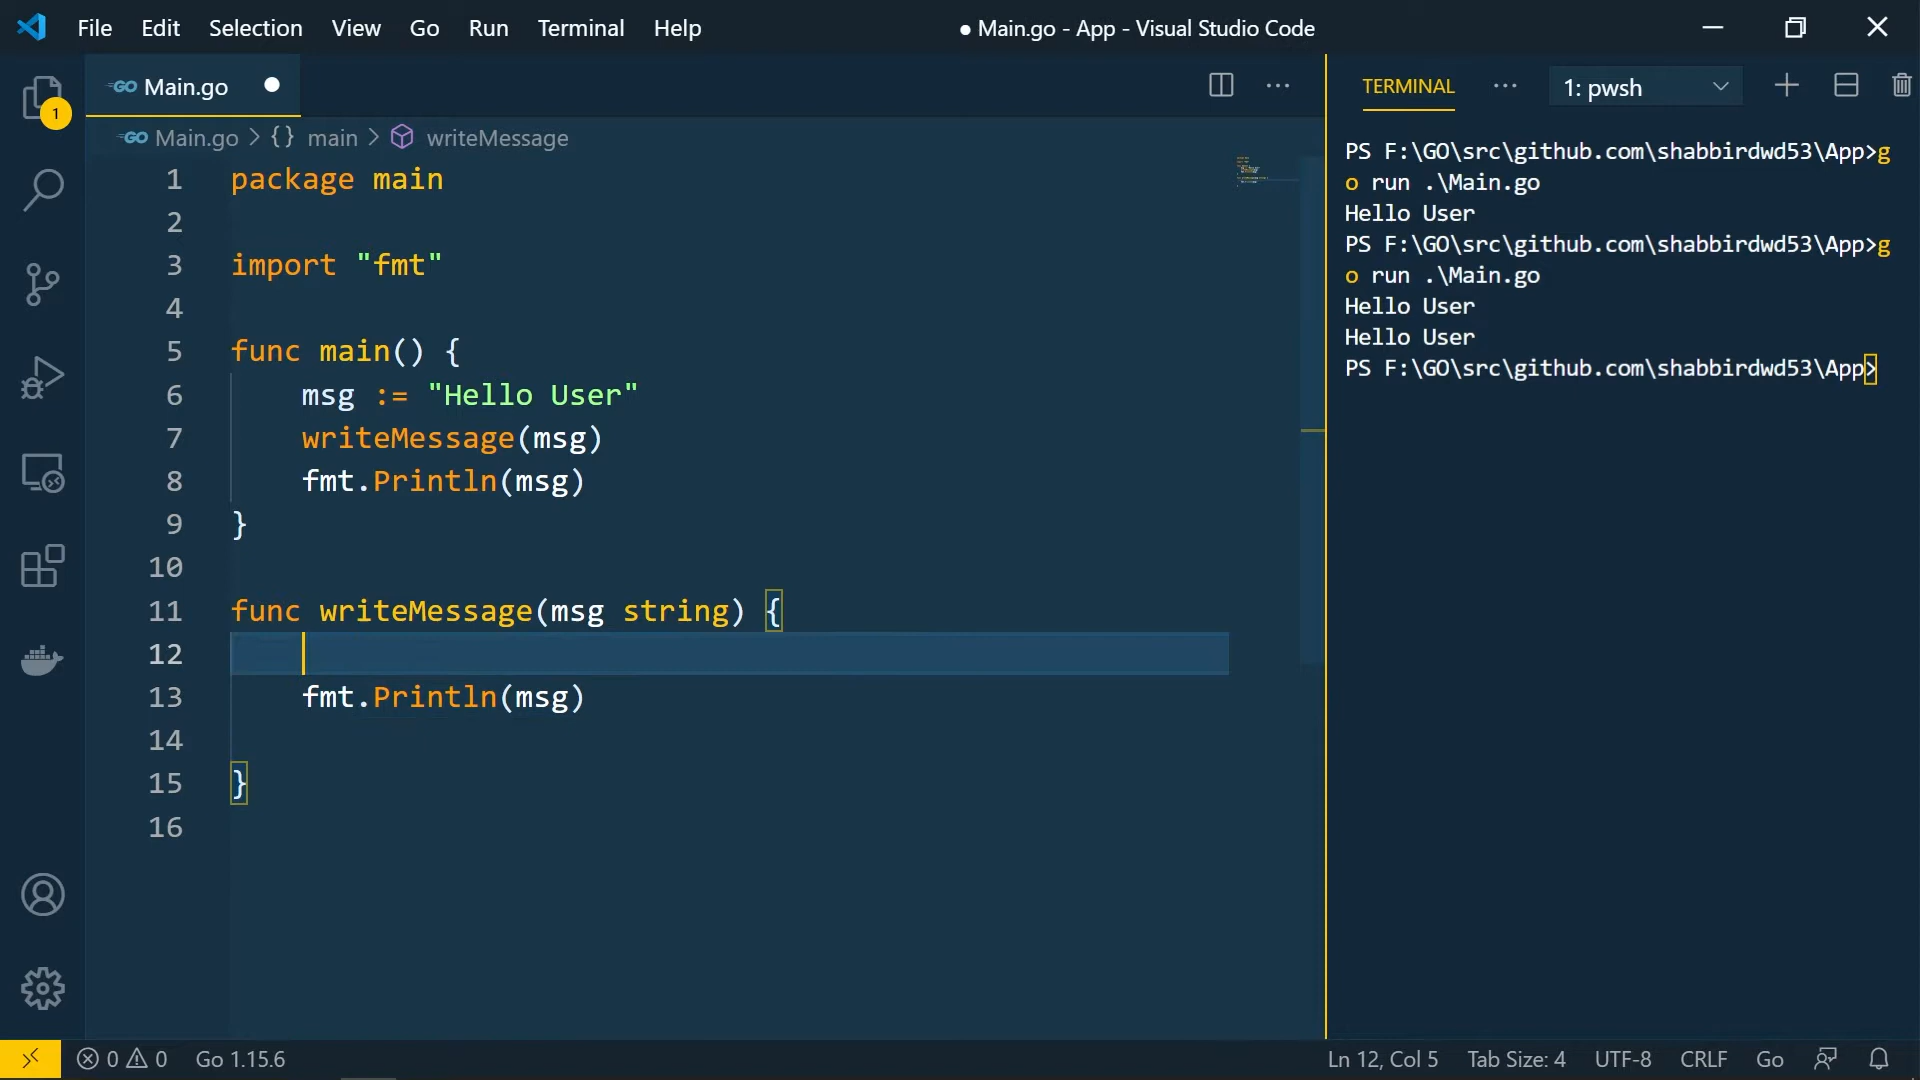 File Edit Selection View Go Run Terminal Help ● Main.go - App - Visual Studio Code
1
GO Main.go ●
GO Main.go > {} main > writeMessage
1 package main
2
3 import "fmt"
4
5 func main() {
6 msg := "Hello User"
7 writeMessage(msg)
8 fmt.Println(msg)
9 }
10
11 func writeMessage(msg string) {
12
13 fmt.Println(msg)
14
15 }
16
TERMINAL ··· 1: pwsh
PS F:\GO\src\github.com\shabbirdwd53\App>g
o run .\Main.go
Hello User
PS F:\GO\src\github.com\shabbirdwd53\App>g
o run .\Main.go
Hello User
Hello User
PS F:\GO\src\github.com\shabbirdwd53\App>
0 0 Go 1.15.6 Ln 12, Col 5 Tab Size: 4 UTF-8 CRLF Go